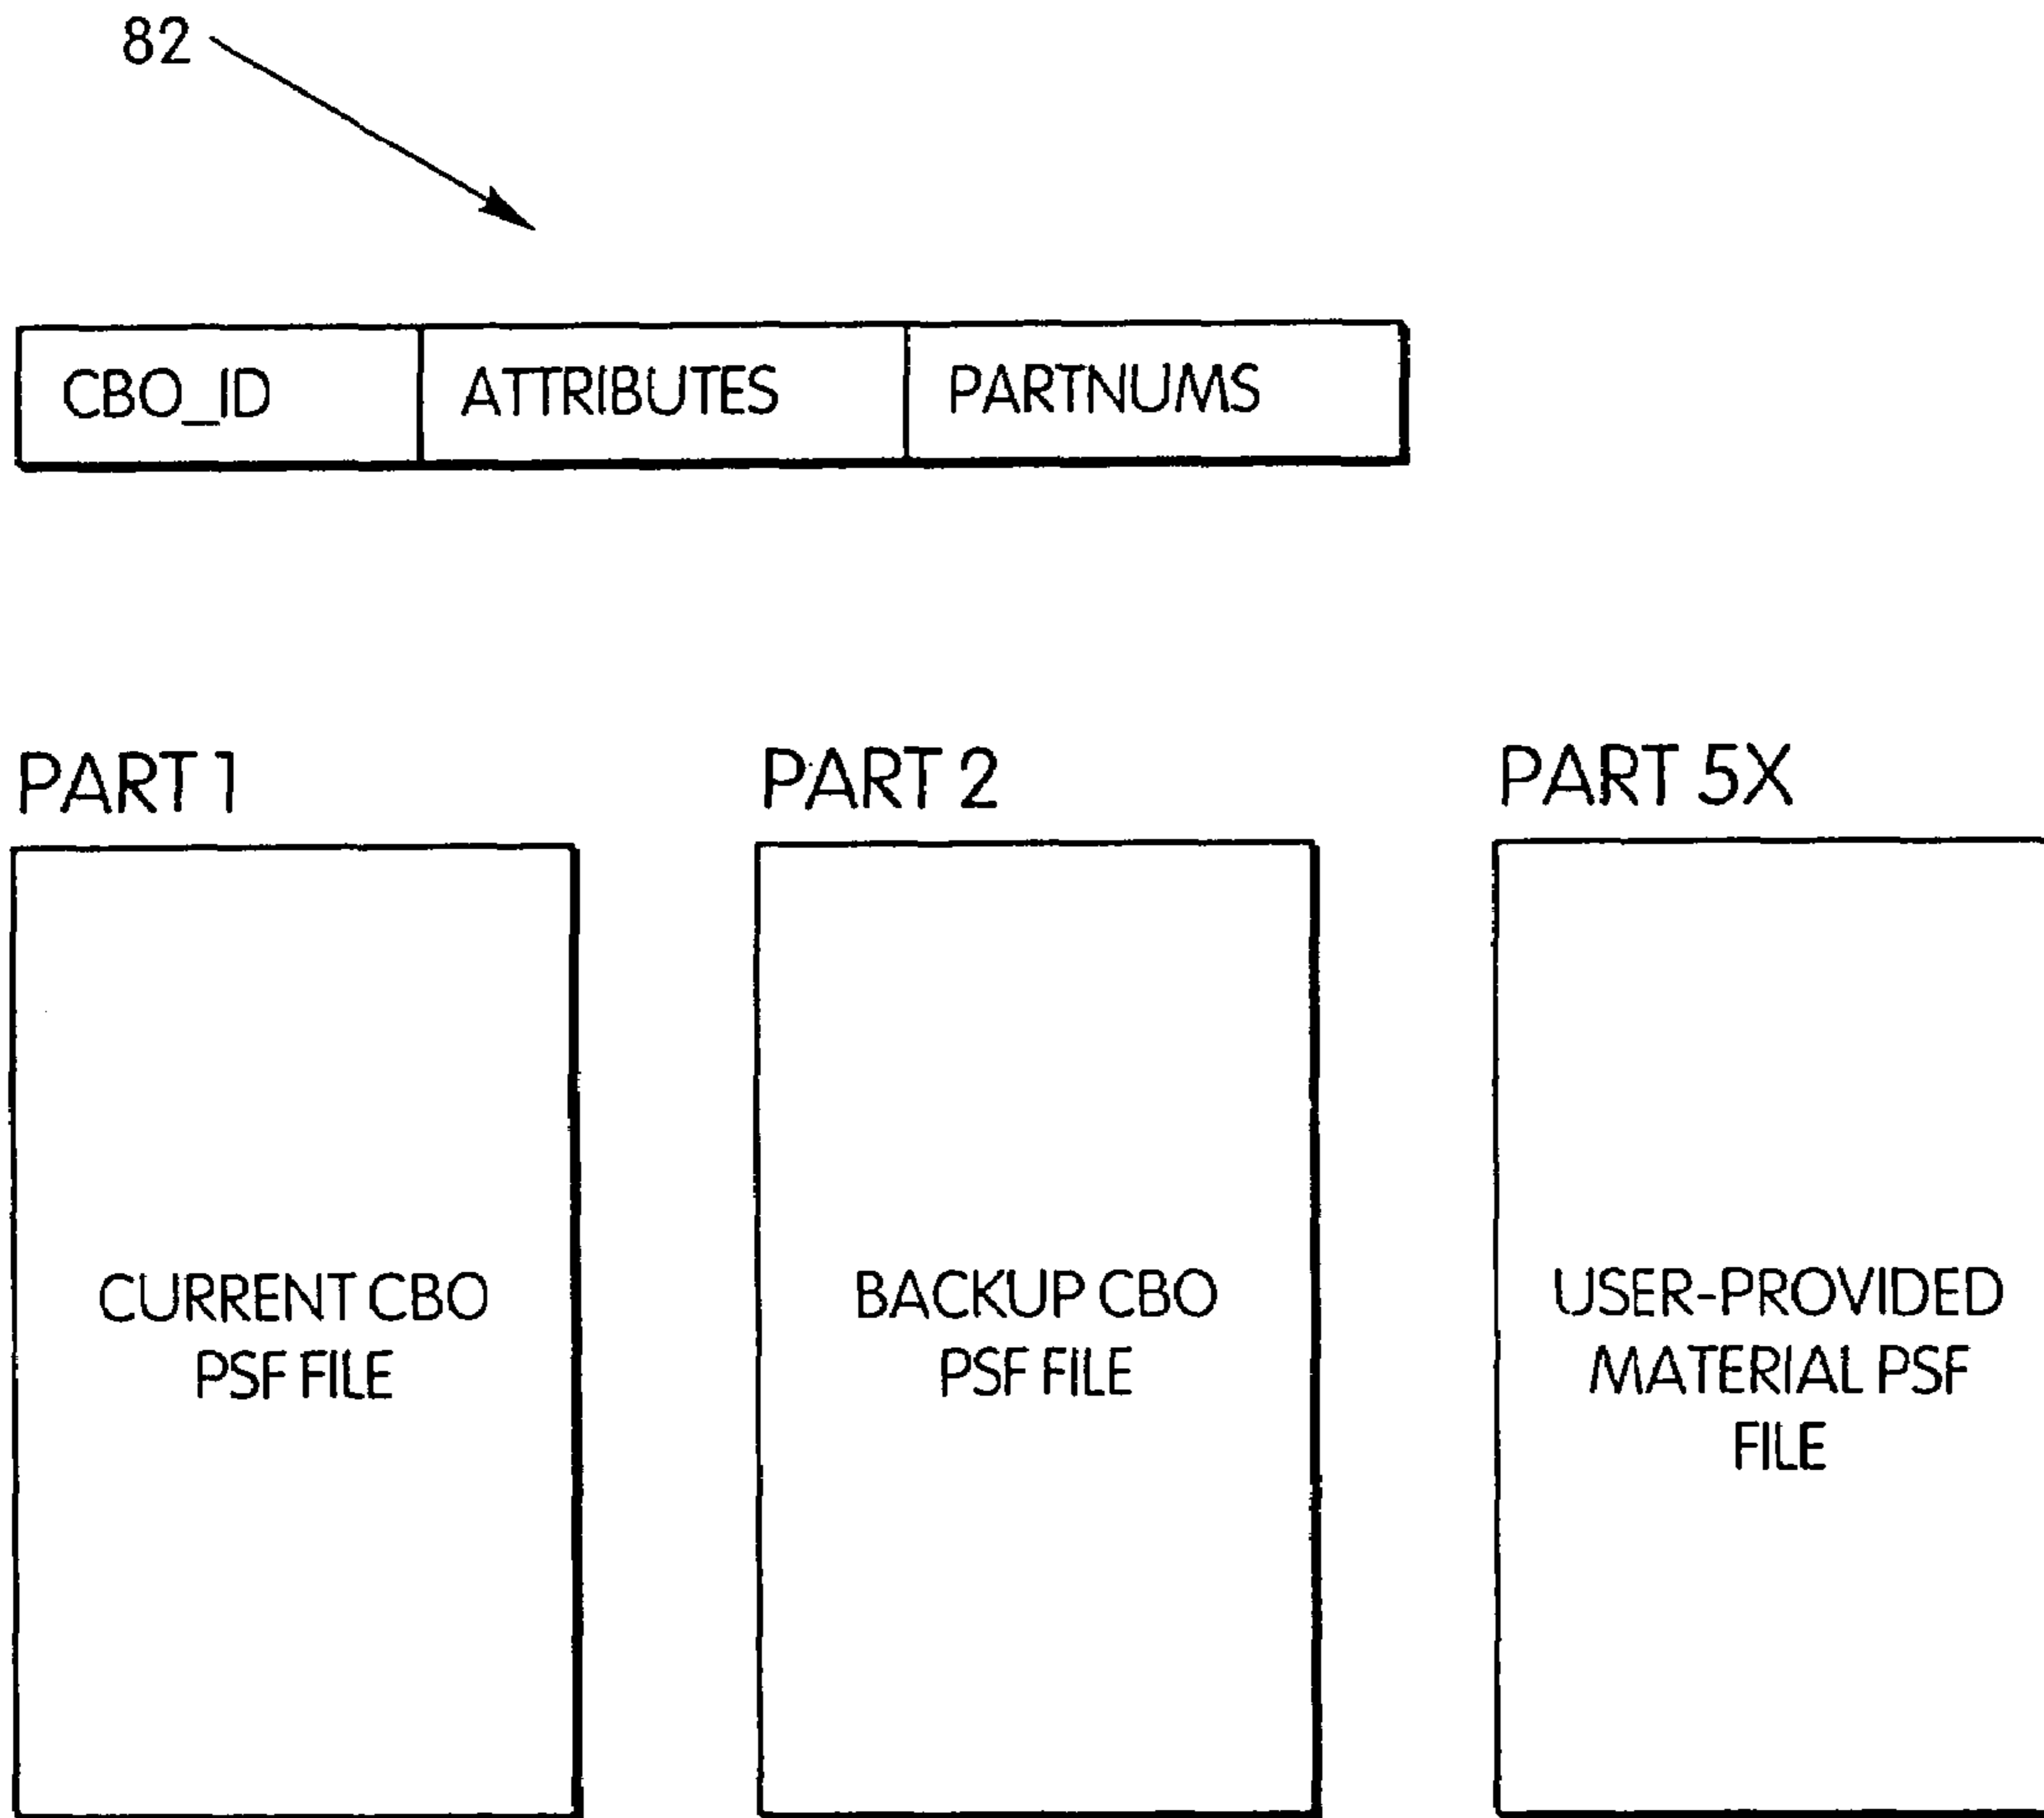 82
CBO_ID ATTRIBUTES PARTNUMS
PART 1 PART 2 PART 5X
CURRENT CBO
PSF FILE
BACKUP CBO
PSF FILE
USER-PROVIDED
MATERIAL PSF
FILE